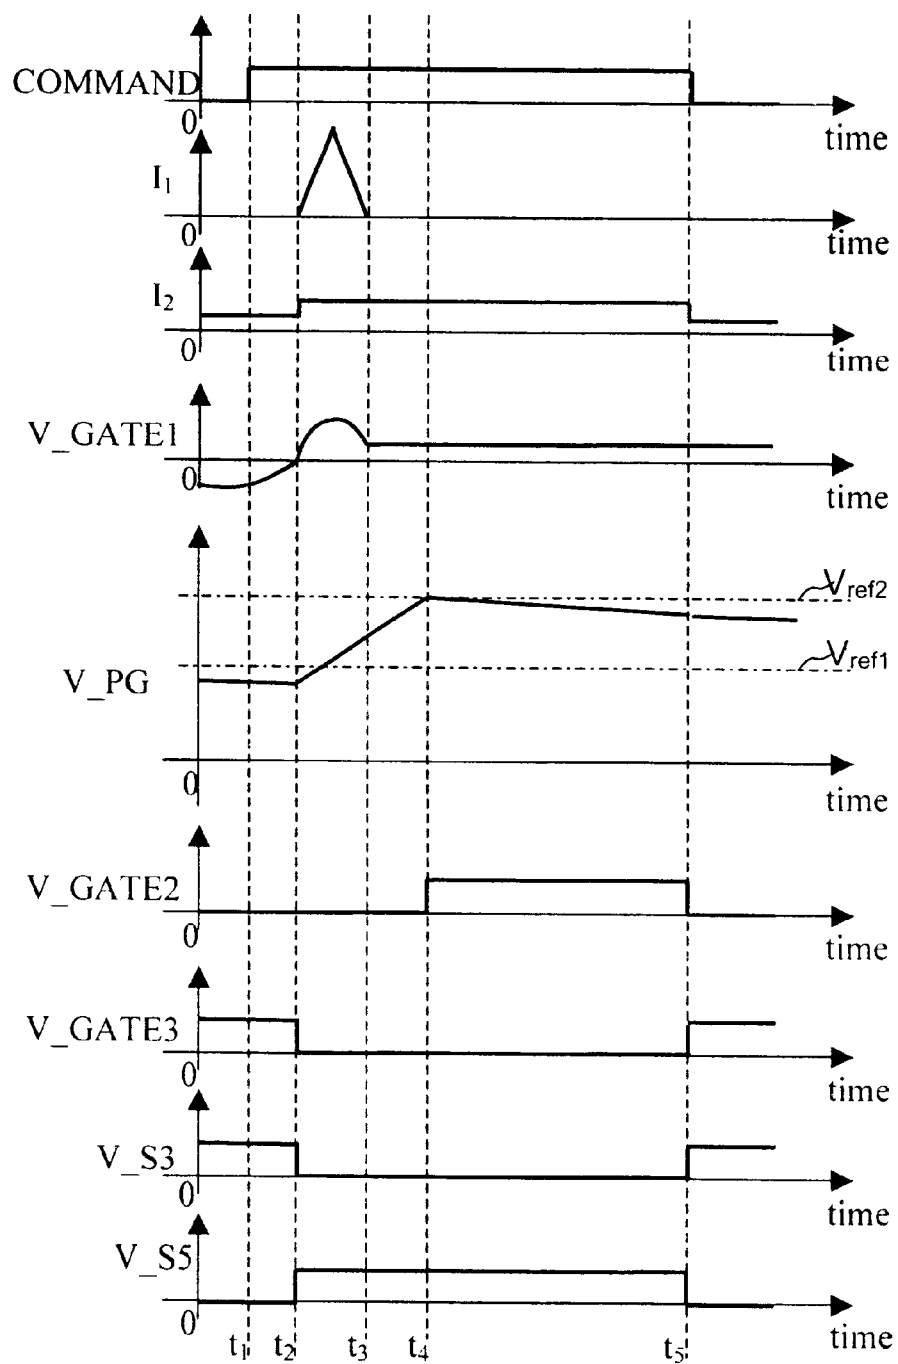 COMMAND
0
time
I1
0
time
I2
0
time
V_GATE1
0
time
Vref2
Vref1
V_PG
0
time
V_GATE2
0
time
V_GATE3
0
time
V_S3
0
time
V_S5
0
t1 t2 t3 t4 t5 time